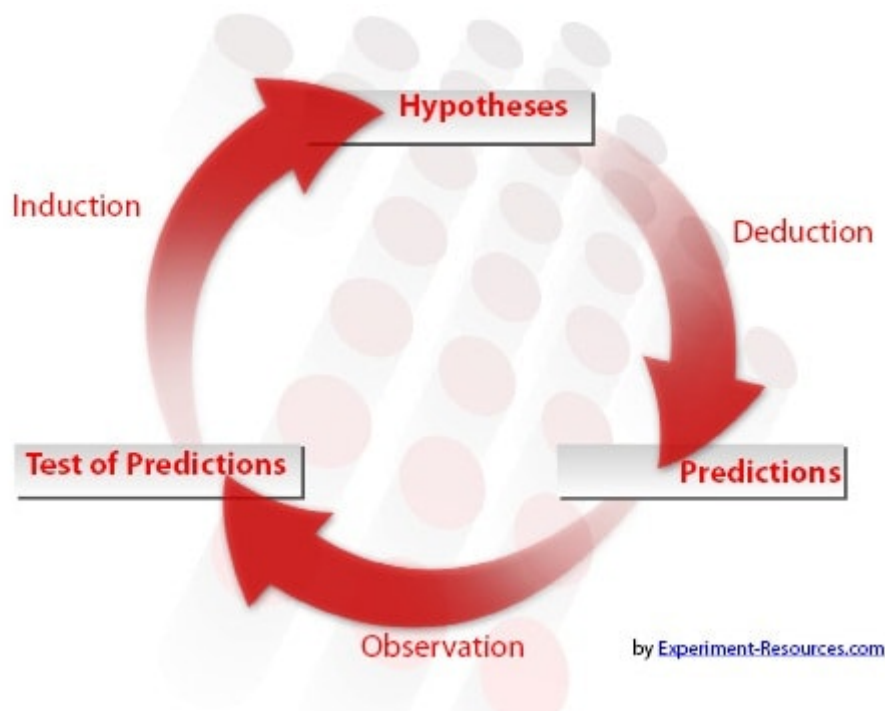 Hypotheses
Induction
Deduction
Test of Predictions
Predictions
Observation
by Experiment-Resources.com